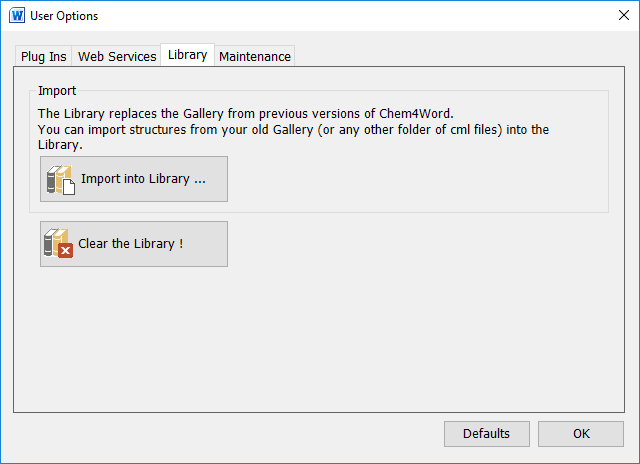 User Options
Plug Ins
Web Services
Library
Maintenance
Import
The Library replaces the Gallery from previous versions of Chem4Word.
You can import structures from your old Gallery (or any other folder of cml files) into the
Library.
Import into Library ...
Clear the Library !
Defaults
OK